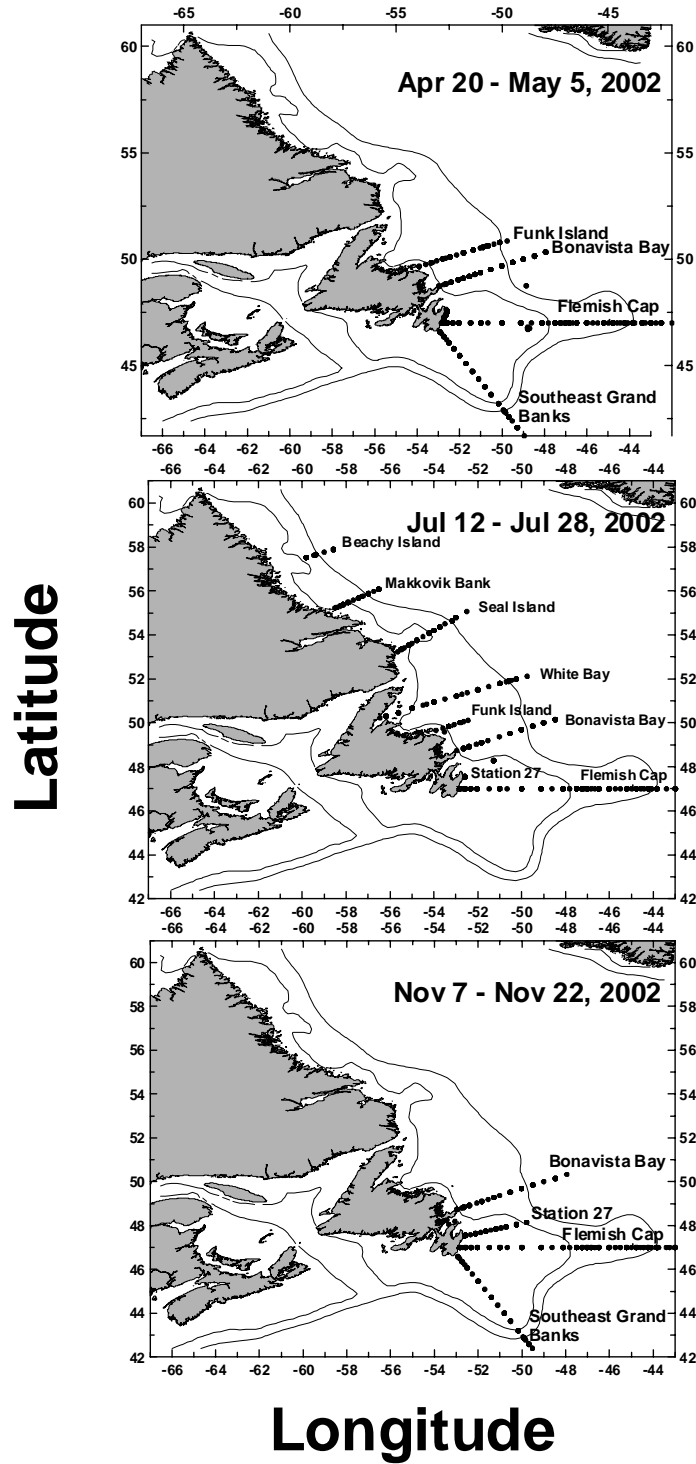 -65 -60 -55 -50 -45
60
Apr 20 - May 5, 2002
55
Funk Island
Bonavista Bay
50
Flemish Cap
45
Southeast Grand
Banks
-66 -64 -62 -60 -58 -56 -54 -52 -50 -48 -46 -44
-66 -64 -62 -60 -58 -56 -54 -52 -50 -48 -46 -44
60 60
Jul 12 - Jul 28, 2002
58 58
Beachy Island
Makkovik Bank
56 56
Seal Island
54 54
52 52
White Bay
Funk Island
50 50
Bonavista Bay
48 48
Station 27
Flemish Cap
46 46
44 44
42 42
-66 -64 -62 -60 -58 -56 -54 -52 -50 -48 -46 -44
-66 -64 -62 -60 -58 -56 -54 -52 -50 -48 -46 -44
60 60
Nov 7 - Nov 22, 2002
58 58
56 56
54 54
52 52
Bonavista Bay
50 50
Station 27
48 48
Flemish Cap
46 46
44 44
Southeast Grand
Banks
42 42
-66 -64 -62 -60 -58 -56 -54 -52 -50 -48 -46 -44
Latitude
Longitude